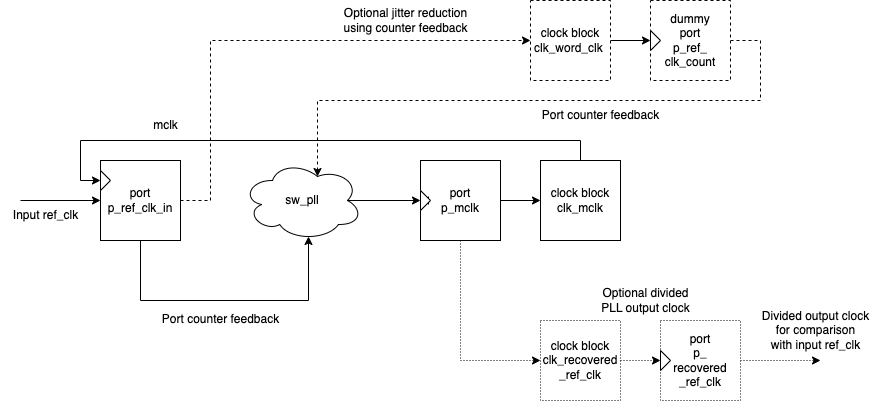 Optional jitter reduction
using counter feedback
clock block
clk_word_clk
dummy
port
p_ref_
clk_count
Port counter feedback
mclk
port
p_ref_clk_in
Input ref_clk
sw_pll
port
p_mclk
clock block
clk_mclk
Port counter feedback
Optional divided
PLL output clock
clock block
clk_recovered
_ref_clk
port
p_
recovered
_ref_clk
Divided output clock
for comparison
with input ref_clk